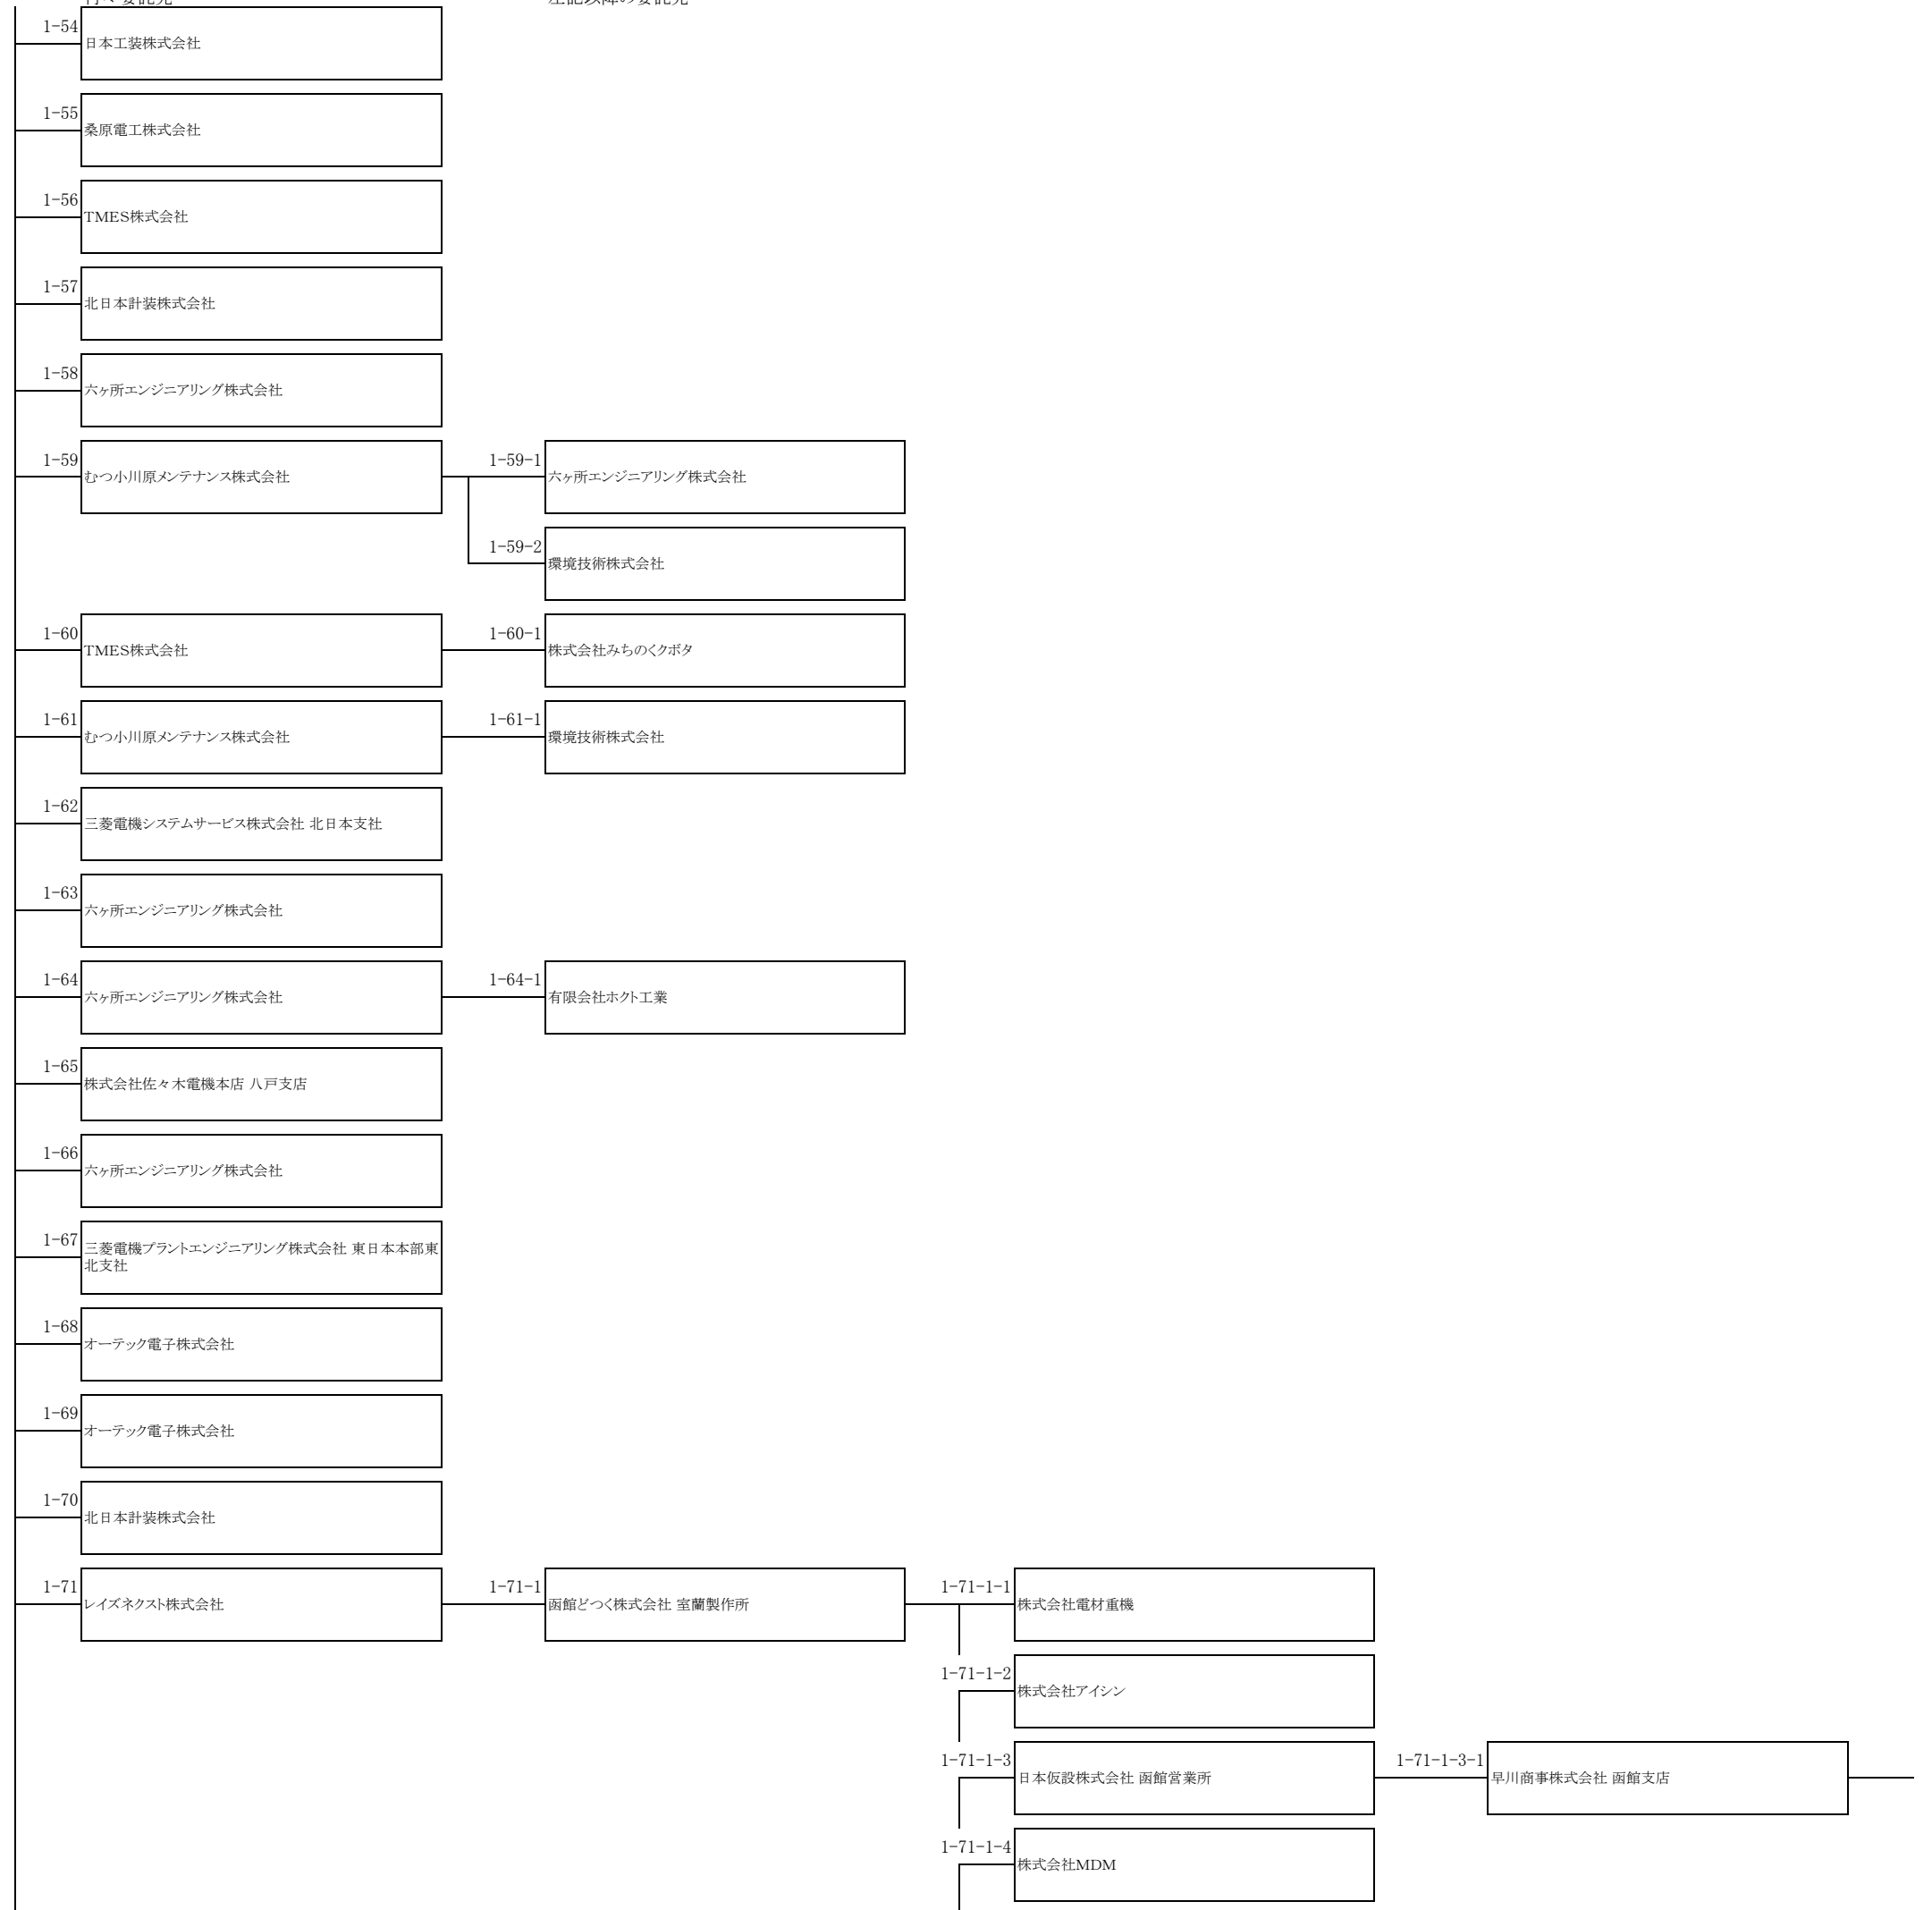 1-54
日本工装株式会社
1-55
桑原電工株式会社
1-56
TMES株式会社
1-57
北日本計装株式会社
1-58
六ヶ所エンジニアリング株式会社
1-59
むつ小川原メンテナンス株式会社
1-59-1
六ヶ所エンジニアリング株式会社
1-59-2
環境技術株式会社
1-60
TMES株式会社
1-60-1
株式会社みちのくクボタ
1-61
むつ小川原メンテナンス株式会社
1-61-1
環境技術株式会社
1-62
三菱電機システムサービス株式会社 北日本支社
1-63
六ヶ所エンジニアリング株式会社
1-64
六ヶ所エンジニアリング株式会社
1-64-1
有限会社ホクト工業
1-65
株式会社佐々木電機本店 八戸支店
1-66
六ヶ所エンジニアリング株式会社
1-67
三菱電機プラントエンジニアリング株式会社 東日本本部東
北支社
1-68
オーテック電子株式会社
1-69
オーテック電子株式会社
1-70
北日本計装株式会社
1-71
レイズネクスト株式会社
1-71-1
函館どつく株式会社 室蘭製作所
1-71-1-1
株式会社電材重機
1-71-1-2
株式会社アイシン
1-71-1-3
日本仮設株式会社 函館営業所
1-71-1-3-1
早川商事株式会社 函館支店
1-71-1-4
株式会社MDM